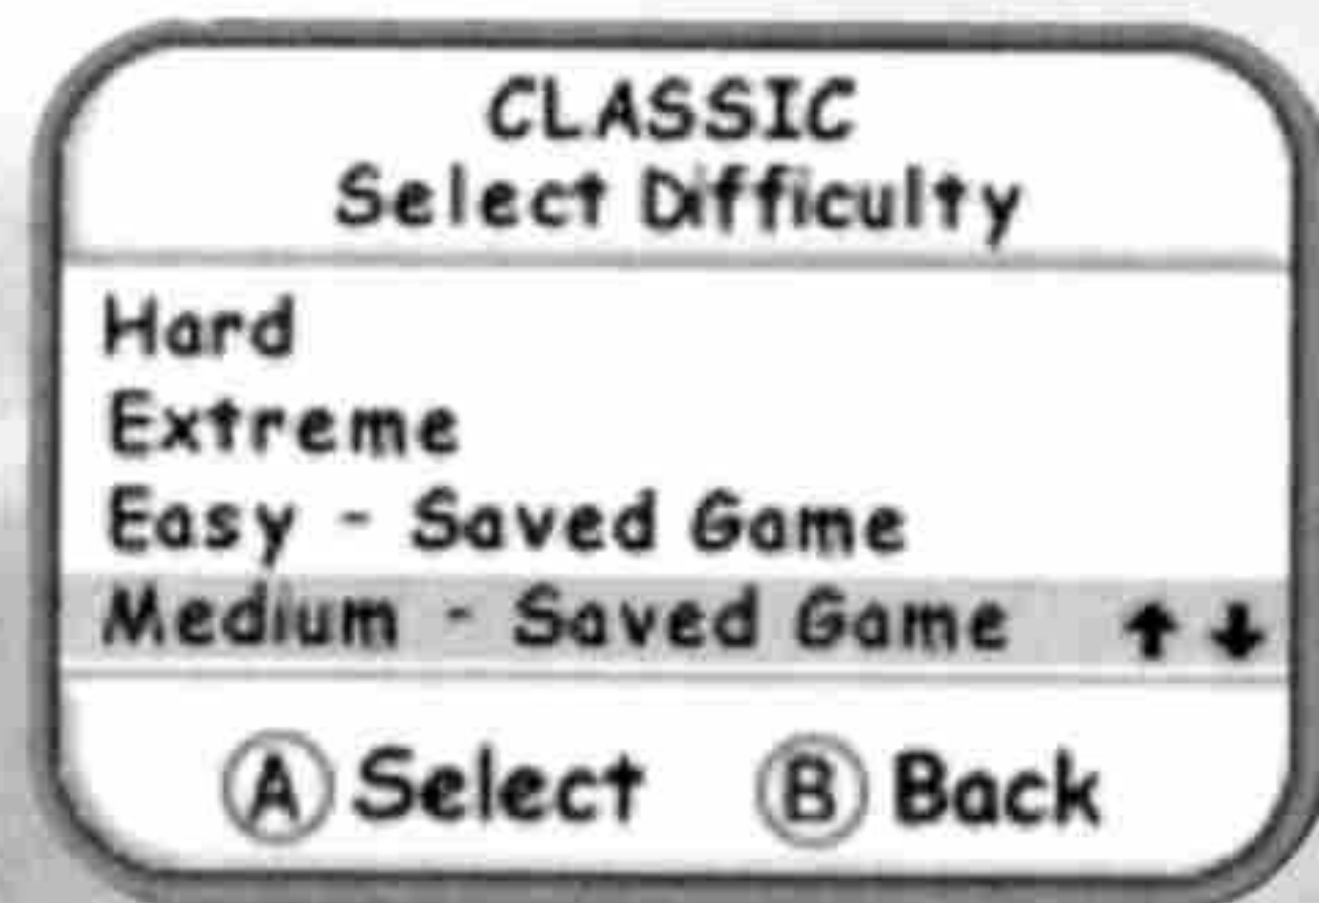 CLASSIC
Select Difficulty
Hard
Extreme
Easy - Saved Game
Medium - Saved Game
A Select B Back